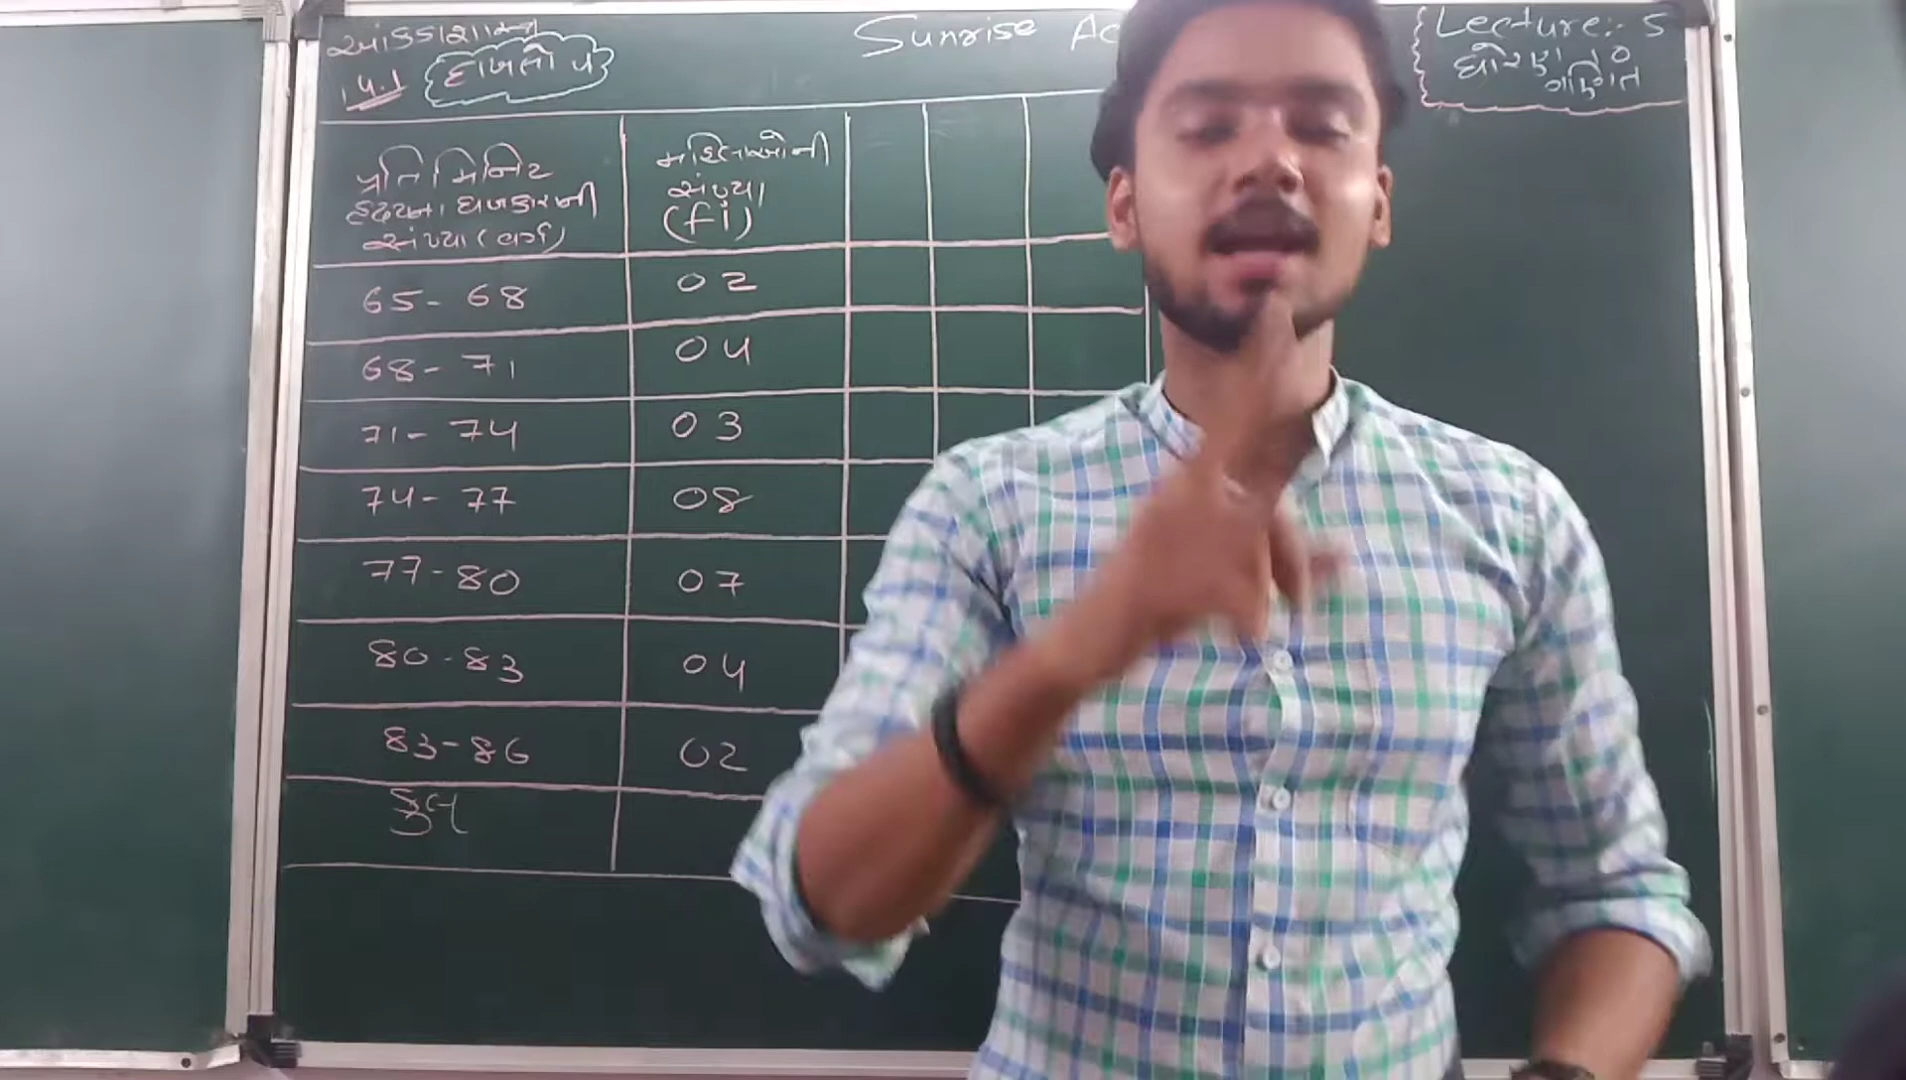 આંકડાશાસ્ત્ર
14.1 દાખલો
Sunrise Ac
Lecture:- 5
ધોરણ 10
ગણિત
પ્રતિ મિનિટ
હૃદયના ધબકારાની
સંખ્યા (વર્ગ)
મહિલાઓની
સંખ્યા
(fi)
65 - 68 02
68 - 71 04
71 - 74 03
74 - 77 08
77 - 80 07
80 - 83 04
83 - 86 02
કુલ